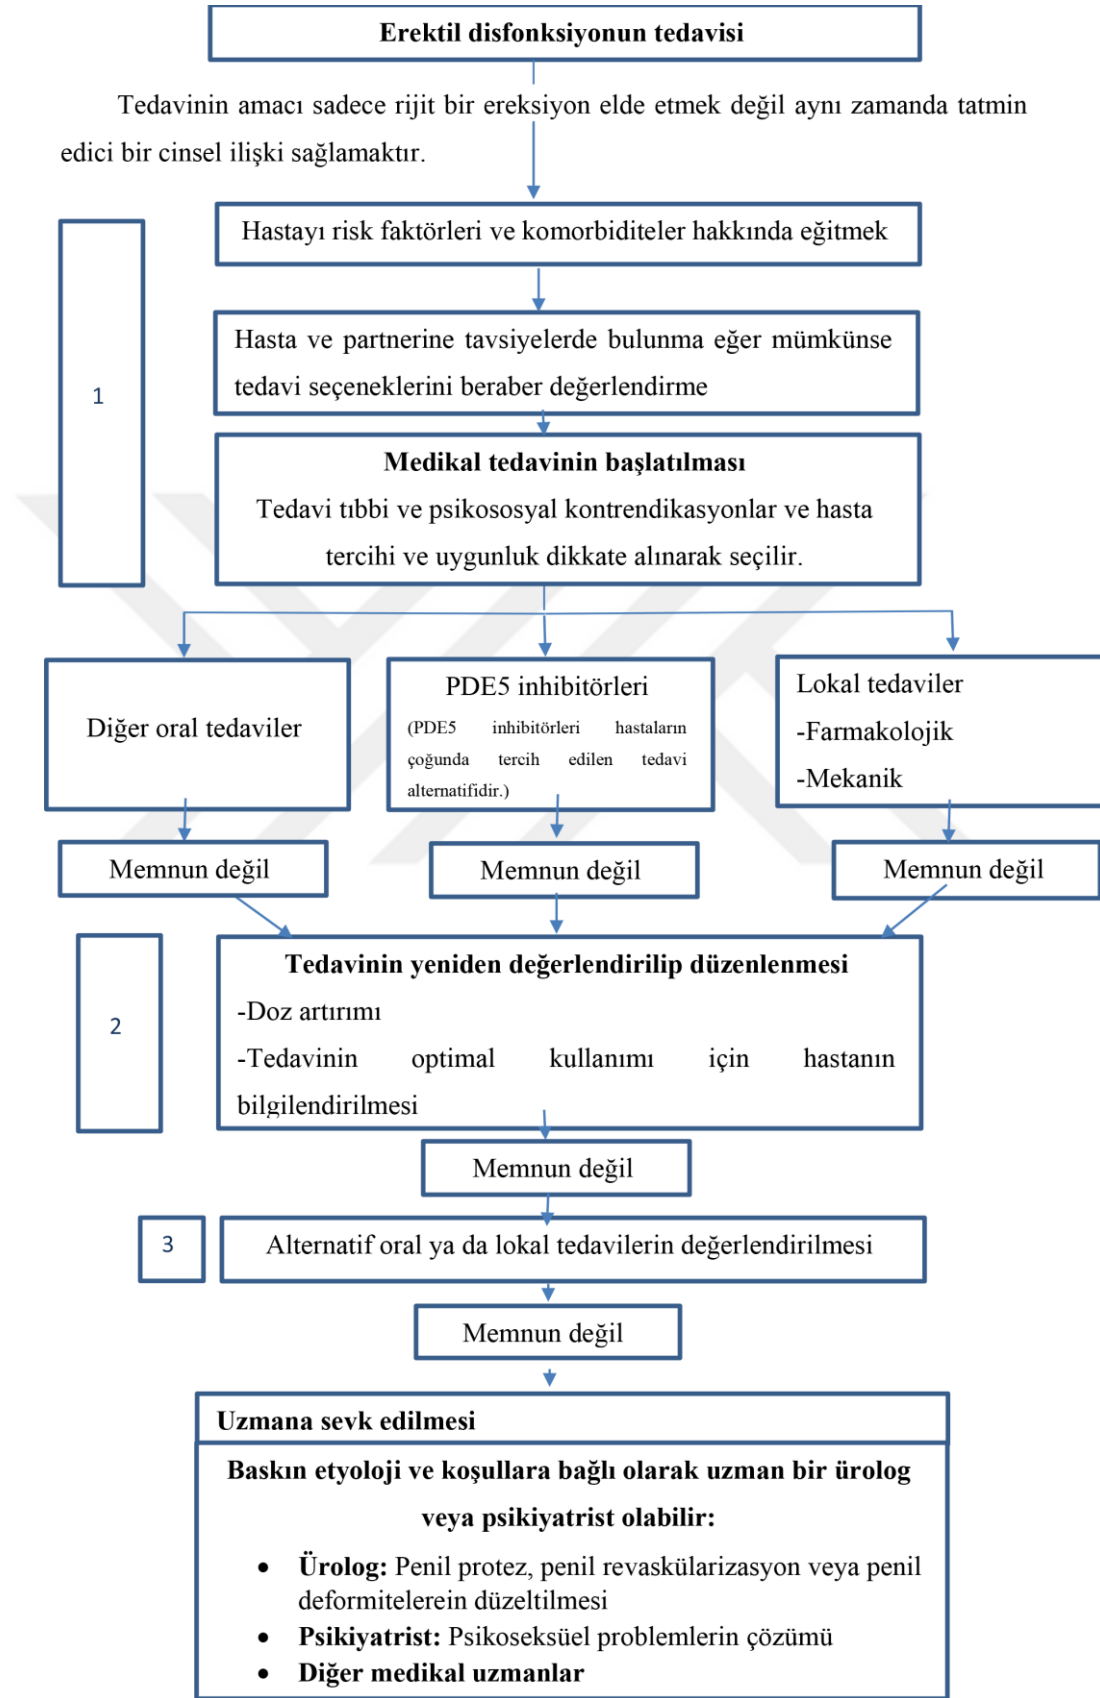 Erektil disfonksiyonun tedavisi
Tedavinin amacı sadece rijit bir ereksiyon elde etmek değil aynı zamanda tatmin
edici bir cinsel ilişki sağlamaktır.
1
Hastayı risk faktörleri ve komorbiditeler hakkında eğitmek
Hasta ve partnerine tavsiyelerde bulunma eğer mümkünse
tedavi seçeneklerini beraber değerlendirme
Medikal tedavinin başlatılması
Tedavi tıbbi ve psikososyal kontrendikasyonlar ve hasta
tercihi ve uygunluk dikkate alınarak seçilir.
Diğer oral tedaviler
PDE5 inhibitörleri
(PDE5 inhibitörleri hastaların
çoğunda tercih edilen tedavi
alternatifidir.)
Lokal tedaviler
-Farmakolojik
-Mekanik
Memnun değil
Memnun değil
Memnun değil
2
Tedavinin yeniden değerlendirilip düzenlenmesi
-Doz artırımı
-Tedavinin optimal kullanımı için hastanın
bilgilendirilmesi
Memnun değil
3
Alternatif oral ya da lokal tedavilerin değerlendirilmesi
Memnun değil
Uzmana sevk edilmesi
Baskın etyoloji ve koşullara bağlı olarak uzman bir ürolog
veya psikiyatrist olabilir:
• Ürolog: Penil protez, penil revaskülarizasyon veya penil
deformitelerein düzeltilmesi
• Psikiyatrist: Psikoseksüel problemlerin çözümü
• Diğer medikal uzmanlar